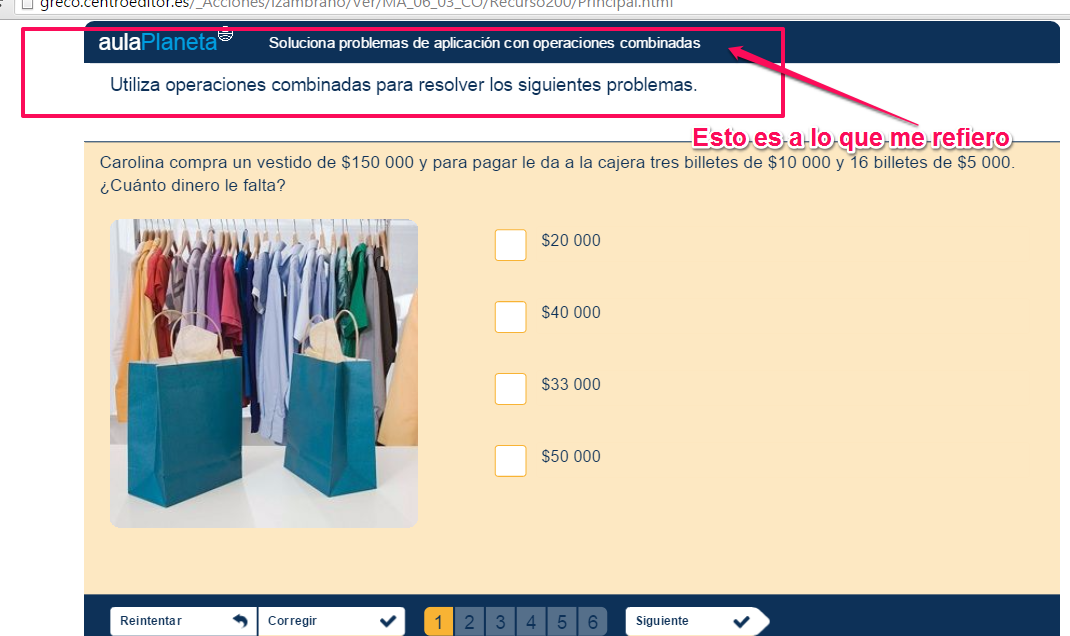 greco.centroeditor.es/_Acciones/lzambrano/Ver/MA_06_03_CO/Recurso200/Principal.html
aulaPlaneta Soluciona problemas de aplicación con operaciones combinadas
Utiliza operaciones combinadas para resolver los siguientes problemas.
Esto es a lo que me refiero
Carolina compra un vestido de $150 000 y para pagar le da a la cajera tres billetes de $10 000 y 16 billetes de $5 000.
¿Cuánto dinero le falta?
$20 000
$40 000
$33 000
$50 000
Reintentar Corregir 1 2 3 4 5 6 Siguiente